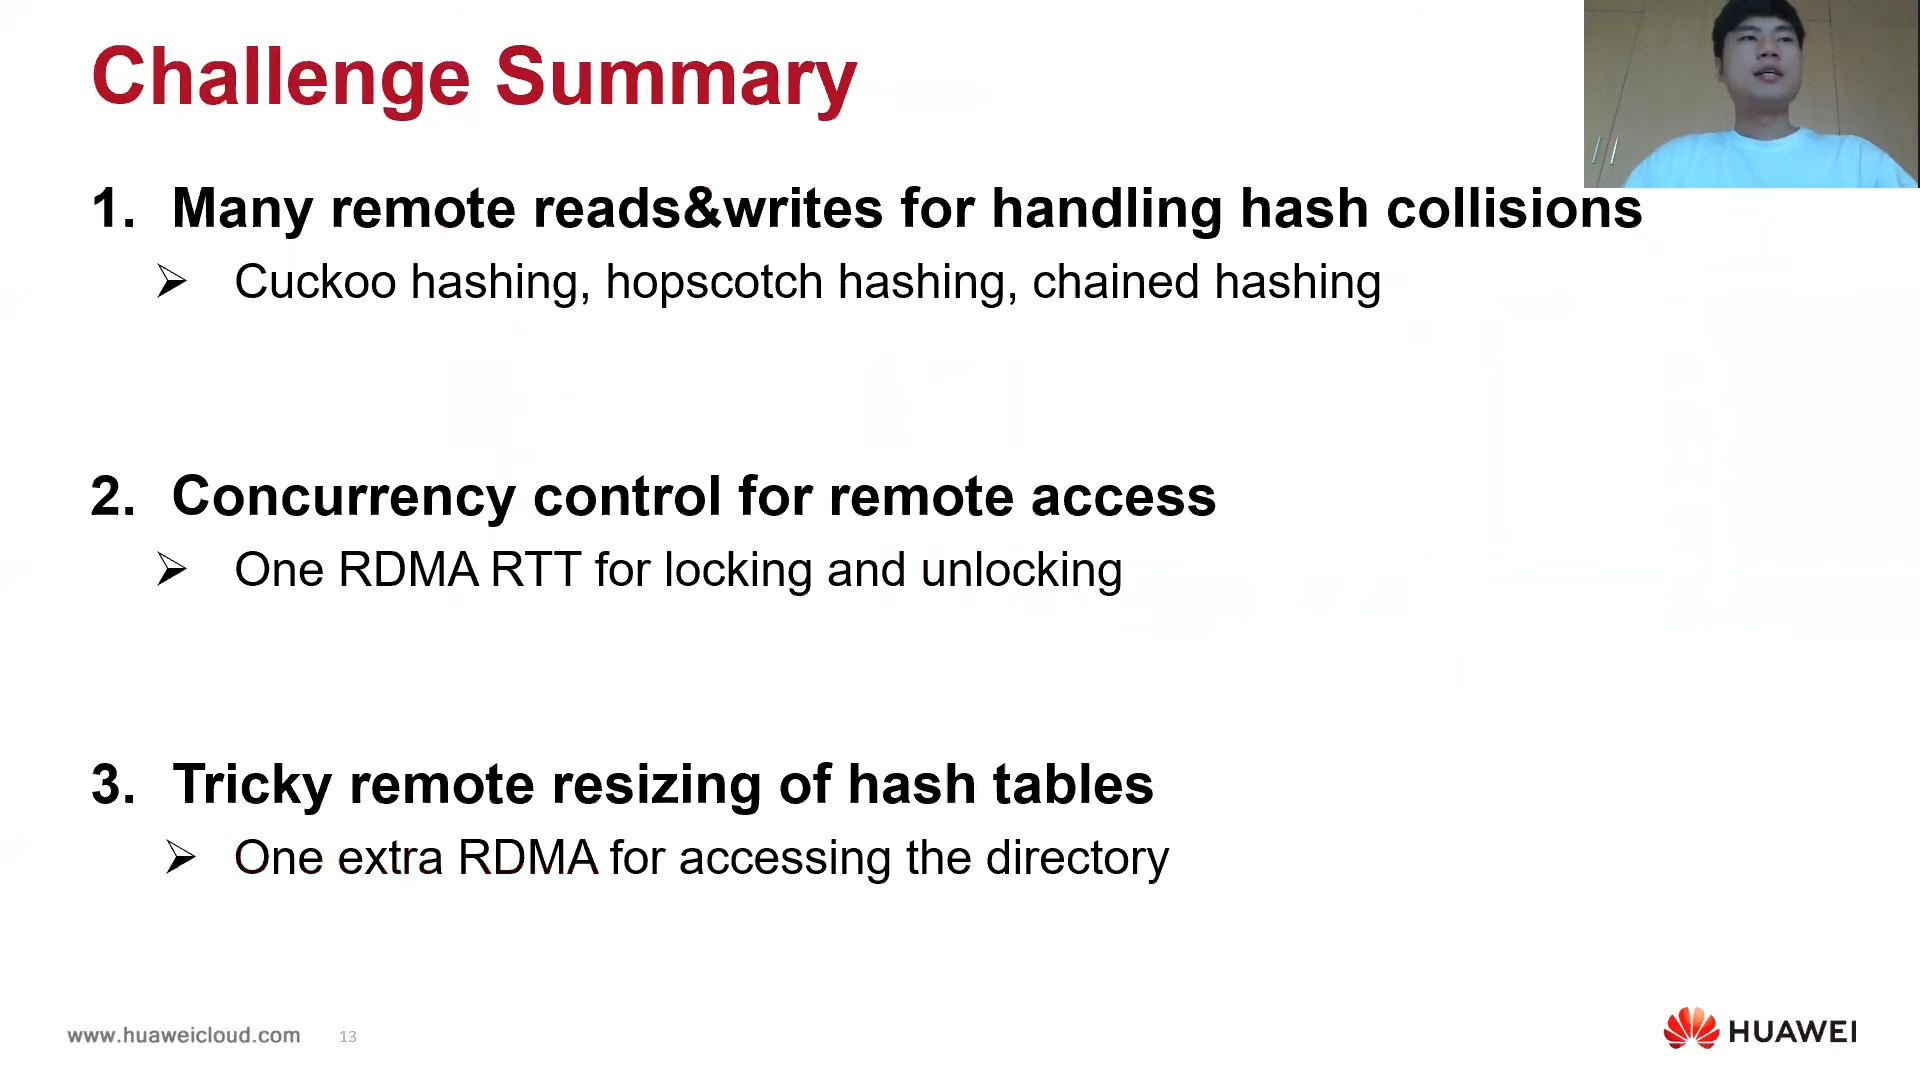 Challenge Summary
1. Many remote reads&writes for handling hash collisions
➢ Cuckoo hashing, hopscotch hashing, chained hashing
2. Concurrency control for remote access
➢ One RDMA RTT for locking and unlocking
3. Tricky remote resizing of hash tables
➢ One extra RDMA for accessing the directory
www.huaweicloud.com 13
HUAWEI